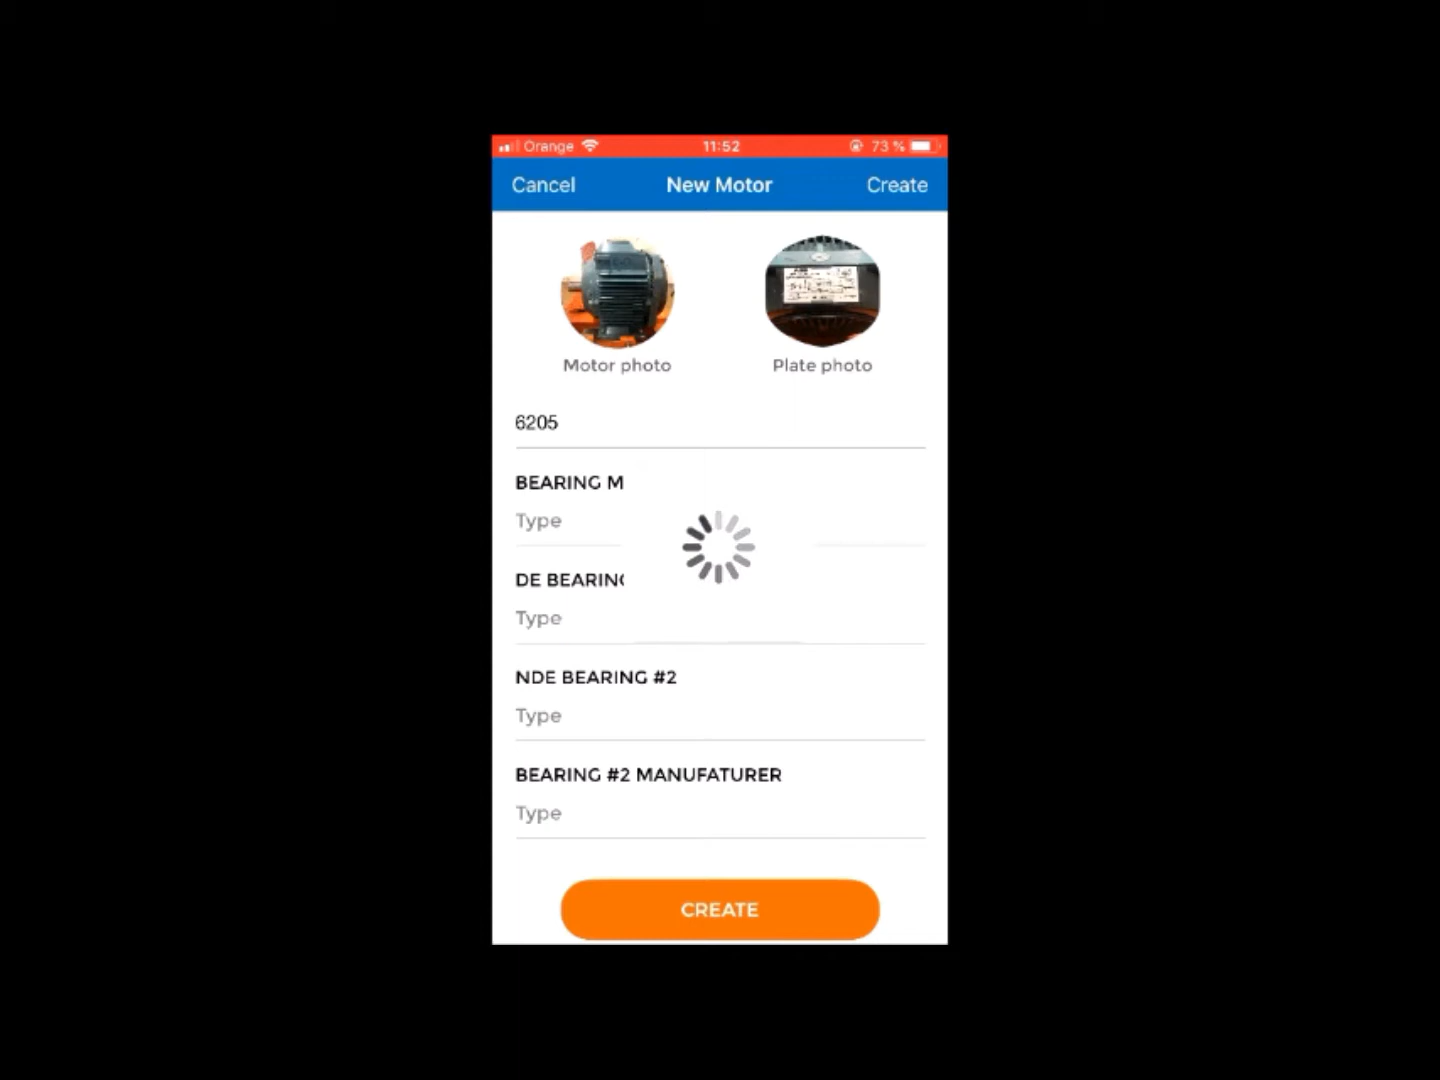 Orange 11:52 73 %
Cancel New Motor Create
Motor photo Plate photo
6205
BEARING M
Type
DE BEARING
Type
NDE BEARING #2
Type
BEARING #2 MANUFATURER
Type
CREATE